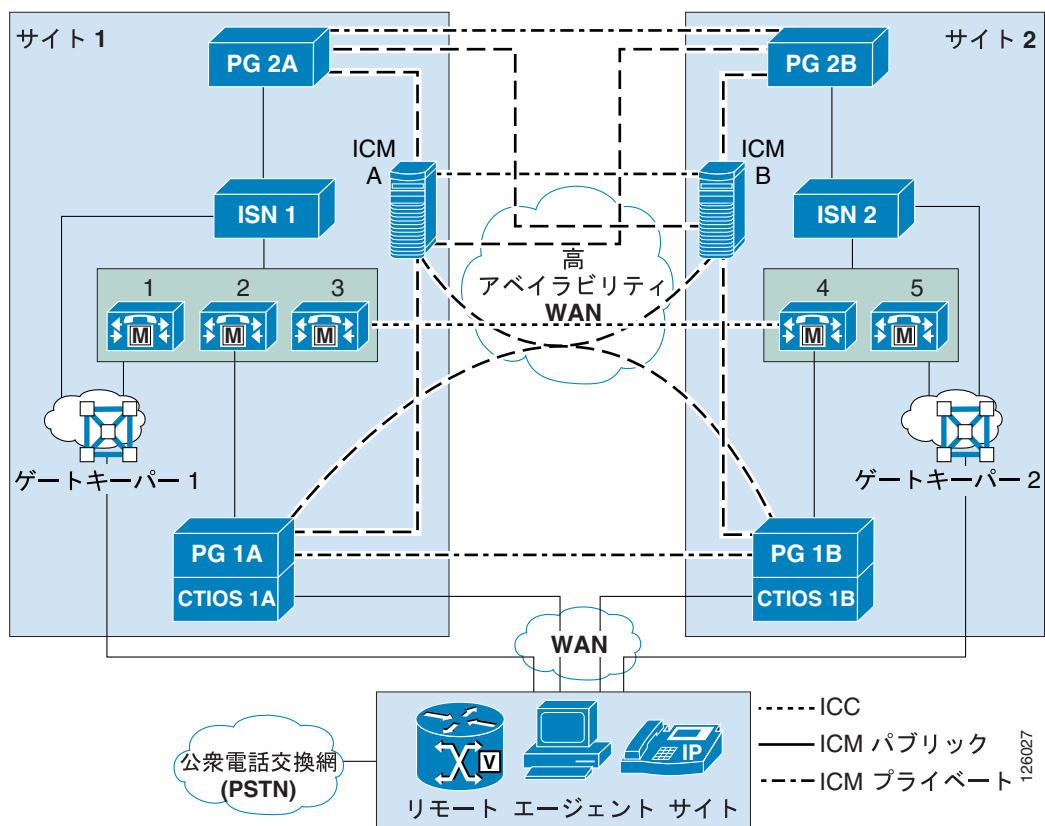 サイト 1
サイト 2
PG 2A
PG 2B
ICM
A
ICM
B
ISN 1
ISN 2
高
アベイラビリティ
WAN
1
2
3
4
5
M
M
M
M
M
ゲートキーパー 1
ゲートキーパー 2
PG 1A
CTIOS 1A
PG 1B
CTIOS 1B
WAN
公衆電話交換網
(PSTN)
V
IP
リモート エージェント サイト
ICC
ICM パブリック
ICM プライベート
126027